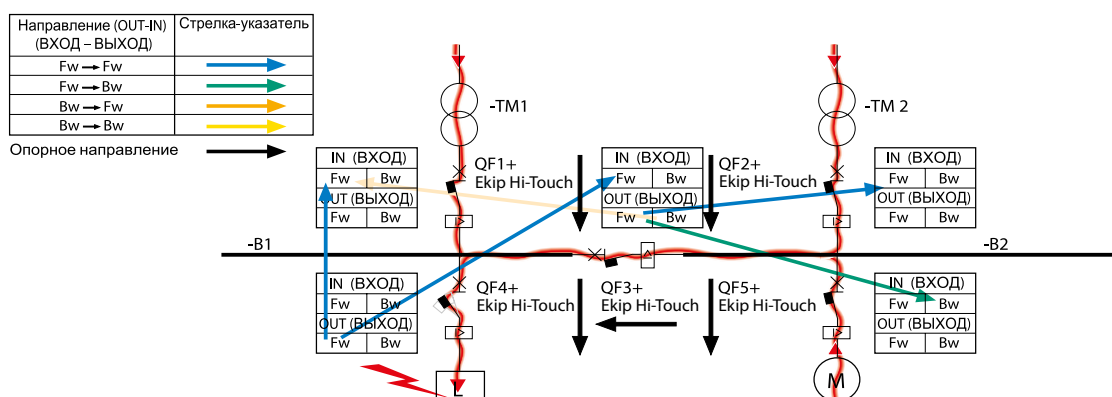 Направление (OUT-IN) Стрелка-указатель
(ВХОД – ВЫХОД)
Fw → Fw
Fw → Bw
Bw → Fw
Bw → Bw
Опорное направление
-TM1
-TM 2
IN (ВХОД)
Fw Bw
OUT (ВЫХОД)
Fw Bw
QF1+
Ekip Hi-Touch
IN (ВХОД)
Fw Bw
OUT (ВЫХОД)
Fw Bw
QF2+
Ekip Hi-Touch
IN (ВХОД)
Fw Bw
OUT (ВЫХОД)
Fw Bw
-B1
-B2
IN (ВХОД)
Fw Bw
OUT (ВЫХОД)
Fw Bw
QF4+
Ekip Hi-Touch
QF3+
Ekip Hi-Touch
QF5+
Ekip Hi-Touch
IN (ВХОД)
Fw Bw
OUT (ВЫХОД)
Fw Bw
L
M